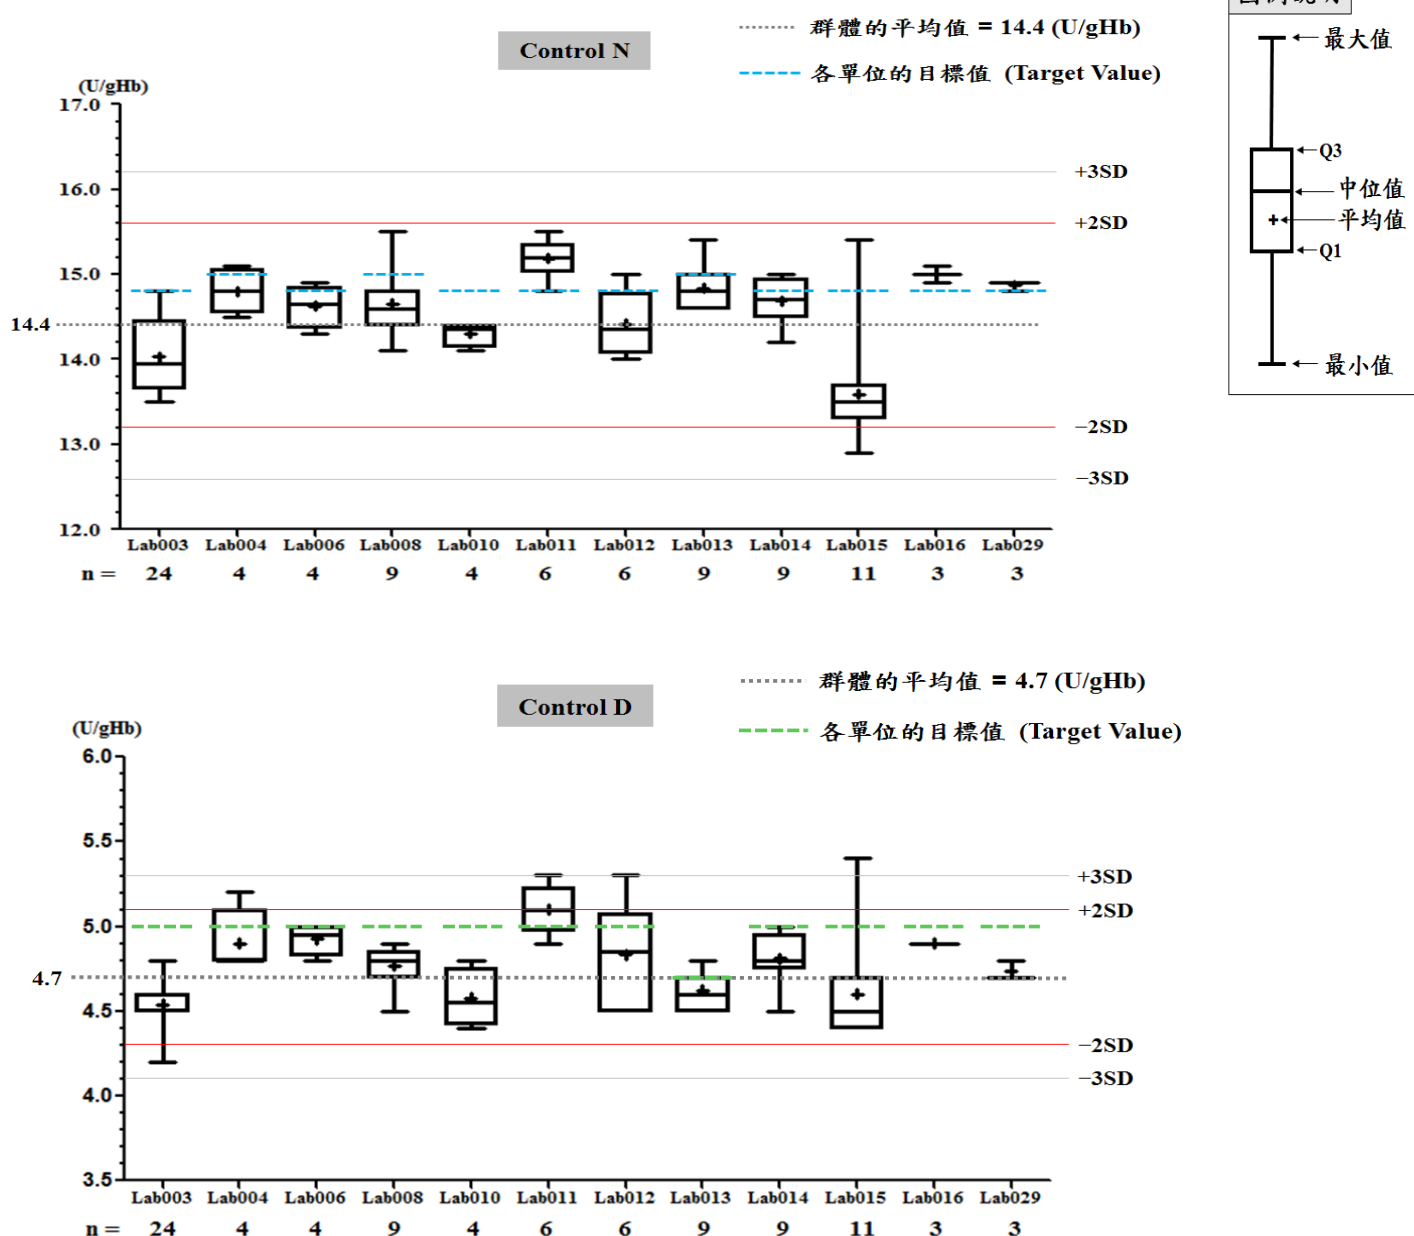 Control N
群體的平均值 = 14.4 (U/gHb)
各單位的目標值 (Target Value)
(U/gHb)
17.0
16.0
15.0
14.4
14.0
13.0
12.0
+3SD
+2SD
−2SD
−3SD
Lab003 Lab004 Lab006 Lab008 Lab010 Lab011 Lab012 Lab013 Lab014 Lab015 Lab016 Lab029
n = 24 4 4 9 4 6 6 9 9 11 3 3
最大值
Q3
中位值
平均值
Q1
最小值
Control D
群體的平均值 = 4.7 (U/gHb)
各單位的目標值 (Target Value)
(U/gHb)
6.0
5.5
5.0
4.7
4.5
4.0
3.5
+3SD
+2SD
−2SD
−3SD
Lab003 Lab004 Lab006 Lab008 Lab010 Lab011 Lab012 Lab013 Lab014 Lab015 Lab016 Lab029
n = 24 4 4 9 4 6 6 9 9 11 3 3